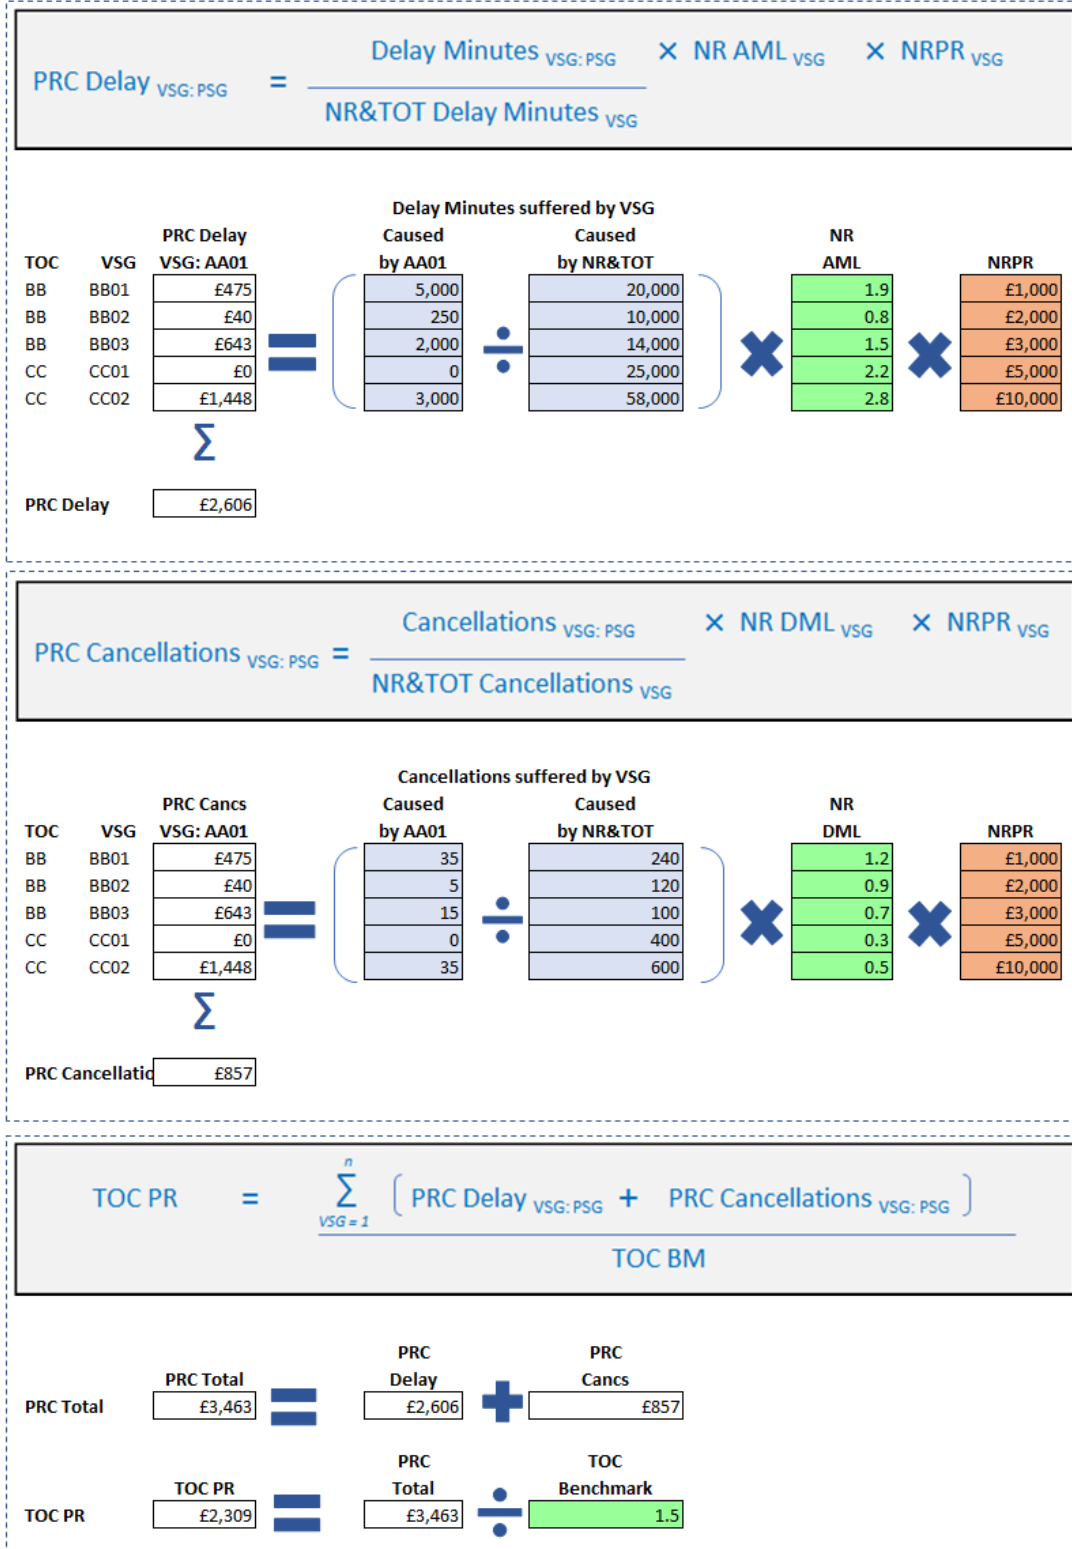 Delay Minutes VSG: PSG × NR AML VSG × NRPR VSG
PRC Delay VSG: PSG =
NR&TOT Delay Minutes VSG
Delay Minutes suffered by VSG
PRC Delay Caused Caused NR
TOC VSG VSG: AA01 by AA01 by NR&TOT AML NRPR
BB BB01 £475 5,000 20,000 1.9 £1,000
BB BB02 £40 250 10,000 0.8 £2,000
BB BB03 £643 = 2,000 ÷ 14,000 × 1.5 × £3,000
CC CC01 £0 0 25,000 2.2 £5,000
CC CC02 £1,448 3,000 58,000 2.8 £10,000
Σ
PRC Delay £2,606
Cancellations VSG: PSG × NR DML VSG × NRPR VSG
PRC Cancellations VSG: PSG =
NR&TOT Cancellations VSG
Cancellations suffered by VSG
PRC Cancs Caused Caused NR
TOC VSG VSG: AA01 by AA01 by NR&TOT DML NRPR
BB BB01 £475 35 240 1.2 £1,000
BB BB02 £40 5 120 0.9 £2,000
BB BB03 £643 = 15 ÷ 100 × 0.7 × £3,000
CC CC01 £0 0 400 0.3 £5,000
CC CC02 £1,448 35 600 0.5 £10,000
Σ
PRC Cancellatio £857
n
TOC PR = Σ ( PRC Delay VSG: PSG + PRC Cancellations VSG: PSG )
VSG = 1
TOC BM
PRC PRC
PRC Total Delay Cancs
PRC Total £3,463 = £2,606 + £857
PRC TOC
TOC PR Total Benchmark
TOC PR £2,309 = £3,463 ÷ 1.5